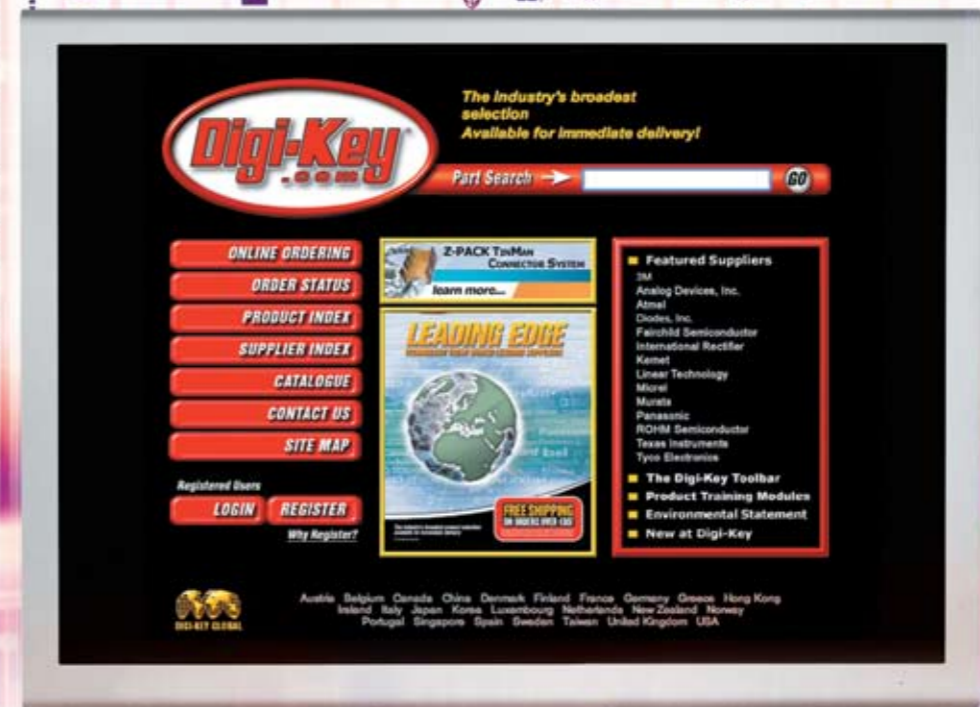 Digi-Key
.com
The Industry's broadest
selection
Available for immediate delivery!
Part Search
GO
ONLINE ORDERING
ORDER STATUS
PRODUCT INDEX
SUPPLIER INDEX
CATALOGUE
CONTACT US
SITE MAP
Registered Users
LOGIN
REGISTER
Why Register?
Z-PACK TinMan
Connector System
learn more...
LEADING EDGE
FREE SHIPPING
ON ORDERS OVER
Featured Suppliers
3M
Analog Devices, Inc.
Atmel
Diodes, Inc.
Fairchild Semiconductor
International Rectifier
Kemet
Linear Technology
Micrel
Murata
Panasonic
ROHM Semiconductor
Texas Instruments
Tyco Electronics
The Digi-Key Toolbar
Product Training Modules
Environmental Statement
New at Digi-Key
DIGI-KEY GLOBAL
Austria Belgium Canada China Denmark Finland France Germany Greece Hong Kong
Ireland Italy Japan Korea Luxembourg Netherlands New Zealand Norway
Portugal Singapore Spain Sweden Taiwan United Kingdom USA